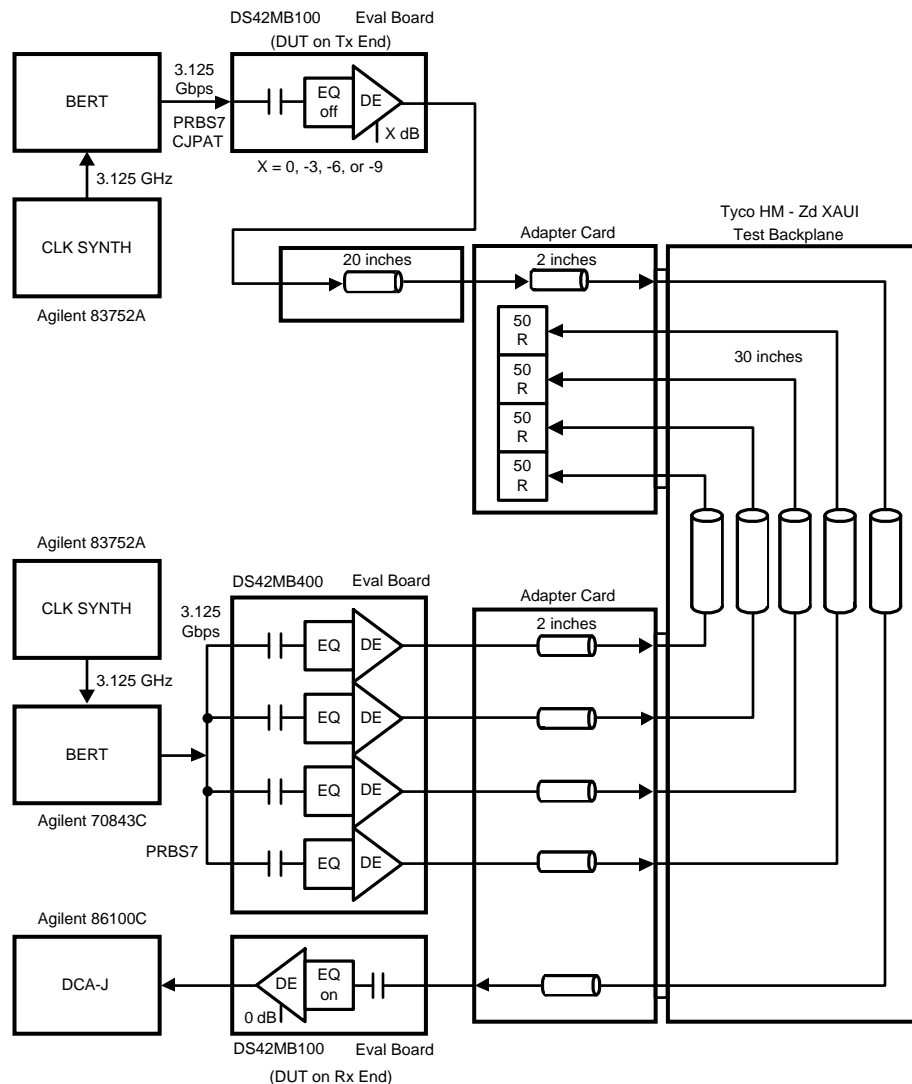 DS42MB100 Eval Board
(DUT on Tx End)
BERT
3.125
Gbps
PRBS7
CJPAT
EQ
off
DE
X dB
X = 0, -3, -6, or -9
3.125 GHz
CLK SYNTH
Agilent 83752A
20 inches
Adapter Card
2 inches
Tyco HM - Zd XAUI
Test Backplane
50
R
50
R
50
R
50
R
30 inches
Agilent 83752A
CLK SYNTH
3.125 GHz
BERT
Agilent 70843C
DS42MB400 Eval Board
3.125
Gbps
PRBS7
EQ DE
EQ DE
EQ DE
EQ DE
Adapter Card
2 inches
Agilent 86100C
DCA-J
DE
EQ
on
0 dB
DS42MB100 Eval Board
(DUT on Rx End)